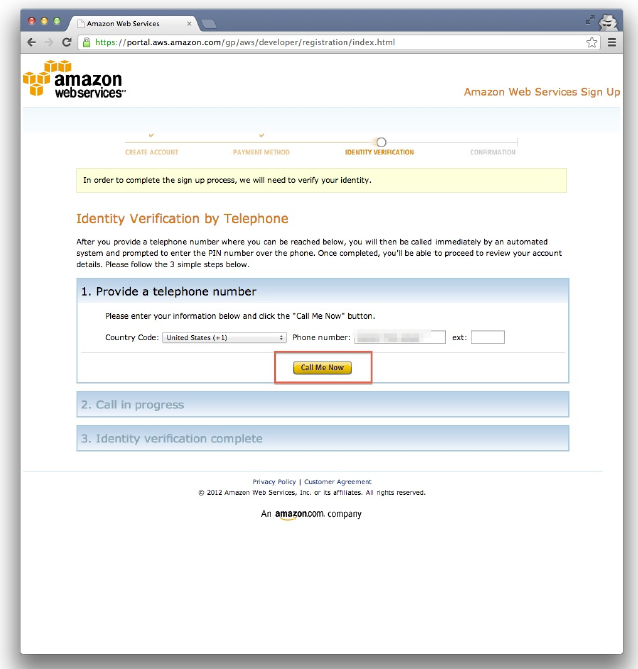 Amazon Web Services
https://portal.aws.amazon.com/gp/aws/developer/registration/index.html
amazon
webservices™
Amazon Web Services Sign Up
CREATE ACCOUNT PAYMENT METHOD IDENTITY VERIFICATION CONFIRMATION
In order to complete the sign up process, we will need to verify your identity.
Identity Verification by Telephone
After you provide a telephone number where you can be reached below, you will then be called immediately by an automated
system and prompted to enter the PIN number over the phone. Once completed, you'll be able to proceed to review your account
details. Please follow the 3 simple steps below.
1. Provide a telephone number
Please enter your information below and click the "Call Me Now" button.
Country Code: United States (+1) Phone number: ext:
Call Me Now
2. Call in progress
3. Identity verification complete
Privacy Policy | Customer Agreement
© 2012 Amazon Web Services, Inc. or its affiliates. All rights reserved.
An amazon.com. company